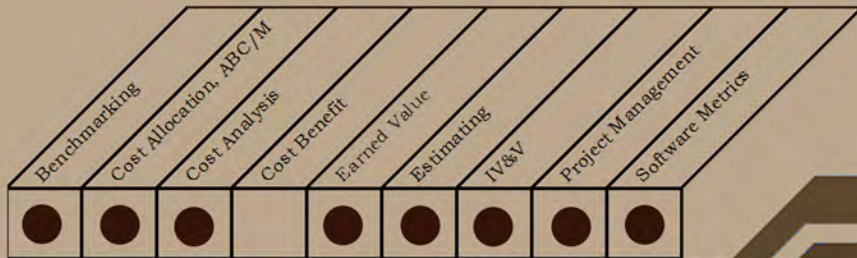 Benchmarking
Cost Allocation, ABC/M
Cost Analysis
Cost Benefit
Earned Value
Estimating
IV&V
Project Management
Software Metrics